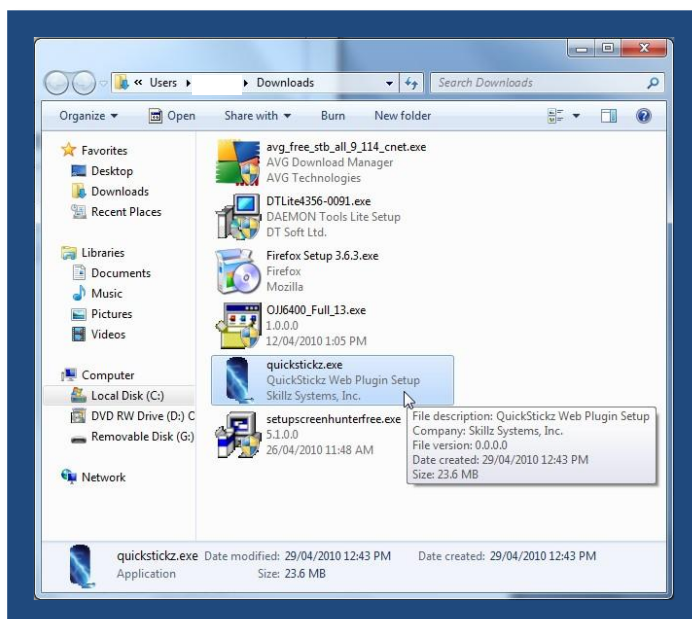 « Users Downloads
Search Downloads
Organize Open Share with Burn New folder
Favorites
Desktop
Downloads
Recent Places
Libraries
Documents
Music
Pictures
Videos
Computer
Local Disk (C:)
DVD RW Drive (D:) C
Removable Disk (G:)
Network
avg_free_stb_all_9_114_cnet.exe
AVG Download Manager
AVG Technologies
DTLite4356-0091.exe
DAEMON Tools Lite Setup
DT Soft Ltd.
Firefox Setup 3.6.3.exe
Firefox
Mozilla
OJJ6400_Full_13.exe
1.0.0.0
12/04/2010 1:05 PM
quickstickz.exe
QuickStickz Web Plugin Setup
Skillz Systems, Inc.
setupscreenhunterfree.exe
5.1.0.0
26/04/2010 11:48 AM
File description: QuickStickz Web Plugin Setup
Company: Skillz Systems, Inc.
File version: 0.0.0.0
Date created: 29/04/2010 12:43 PM
Size: 23.6 MB
quickstickz.exe Date modified: 29/04/2010 12:43 PM Date created: 29/04/2010 12:43 PM
Application Size: 23.6 MB